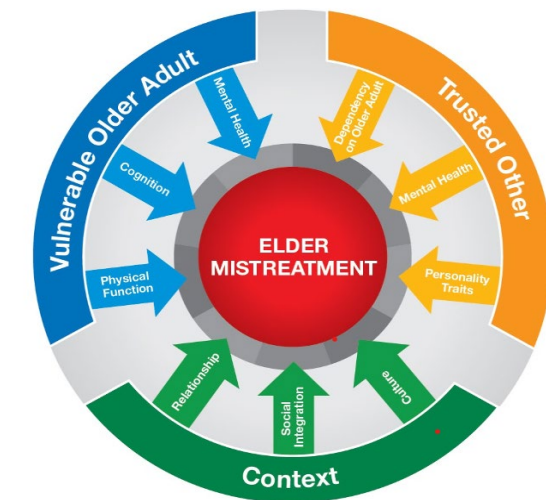 Vulnerable Older Adult
Mental Health
Cognition
Physical
Function
Trusted Other
Dependency
on Older Adult
Mental Health
Personality
Traits
ELDER
MISTREATMENT
Relationship
Social
Integration
Culture
Context